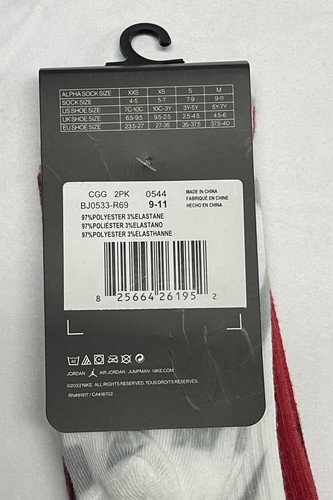 ALPHA SOCK SIZE XXS XS S M
SOCK SIZE 4-5 5-7 7-9 9-11
US SHOE SIZE 7C-10C 10C-3Y 3Y-5Y 5Y-7Y
UK SHOE SIZE 6.5-9.5 9.5-2.5 2.5-4.5 4.5-6
EU SHOE SIZE 23.5-27 27-35 35-37.5 37.5-40
CGG 2PK 0544
BJ0533-R69 9-11
MADE IN CHINA
FABRIQUÉ EN CHINE
HECHO EN CHINA
97%POLYESTER 3%ELASTANE
97%POLIÉSTER 3%ELASTANO
97%POLYESTER 3%ÉLASTHANNE
8 25664 26195 2
JORDAN AIR JORDAN JUMPMAN NIKE.COM
©2022 NIKE. ALL RIGHTS RESERVED. TOUS DROITS RÉSERVÉS.
RN#81917 / CA#18702